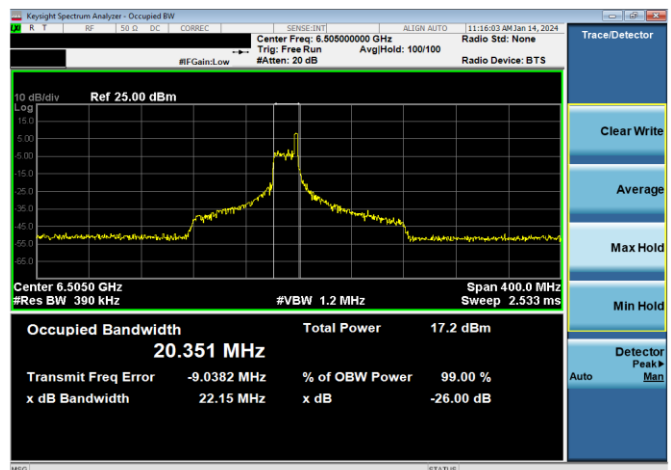 Keysight Spectrum Analyzer - Occupied BW
R T RF 50 Ω DC CORREC SENSE:INT ALIGN AUTO 11:16:03 AM Jan 14, 2024
Center Freq: 6.505000000 GHz Radio Std: None
Trig: Free Run Avg|Hold: 100/100
#IFGain:Low #Atten: 20 dB Radio Device: BTS
Trace/Detector
10 dB/div Ref 25.00 dBm
Log
15.0
5.00
-5.00
-15.0
-25.0
-35.0
-45.0
-55.0
-65.0
Center 6.5050 GHz Span 400.0 MHz
#Res BW 390 kHz #VBW 1.2 MHz Sweep 2.533 ms
Occupied Bandwidth Total Power 17.2 dBm
20.351 MHz
Transmit Freq Error -9.0382 MHz % of OBW Power 99.00 %
x dB Bandwidth 22.15 MHz x dB -26.00 dB
Clear Write
Average
Max Hold
Min Hold
Detector
Peak▶
Auto Man
MSG STATUS